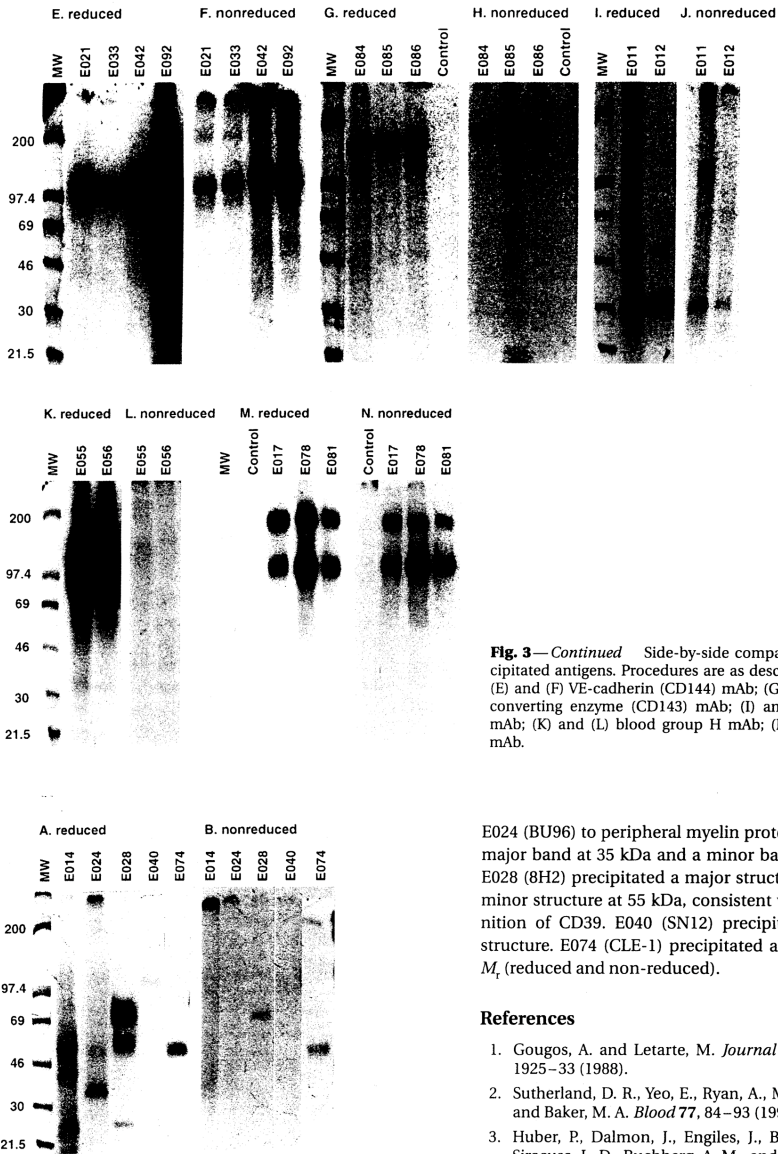 E. reduced F. nonreduced G. reduced H. nonreduced I. reduced J. nonreduced
MW E021 E033 E042 E092 E021 E033 E042 E092 MW E084 E085 E086 Control E084 E085 E086 Control MW E011 E012 E011 E012
200
97.4
69
46
30
21.5
K. reduced L. nonreduced M. reduced N. nonreduced
MW E055 E056 E055 E056 MW Control E017 E078 E081 Control E017 E078 E081
200
97.4
69
46
30
21.5
Fig. 3—Continued Side-by-side compa
cipitated antigens. Procedures are as desc
(E) and (F) VE-cadherin (CD144) mAb; (G
converting enzyme (CD143) mAb; (I) an
mAb; (K) and (L) blood group H mAb; (
mAb.
A. reduced B. nonreduced
MW E014 E024 E028 E040 E074 E014 E024 E028 E040 E074
200
97.4
69
46
30
21.5
E024 (BU96) to peripheral myelin prote
major band at 35 kDa and a minor ba
E028 (8H2) precipitated a major struct
minor structure at 55 kDa, consistent
nition of CD39. E040 (SN12) precipi
structure. E074 (CLE-1) precipitated a
Mr (reduced and non-reduced).
References
1. Gougos, A. and Letarte, M. Journal
1925–33 (1988).
2. Sutherland, D. R., Yeo, E., Ryan, A., M
and Baker, M. A. Blood 77, 84–93 (199
3. Huber, P., Dalmon, J., Engiles, J., B